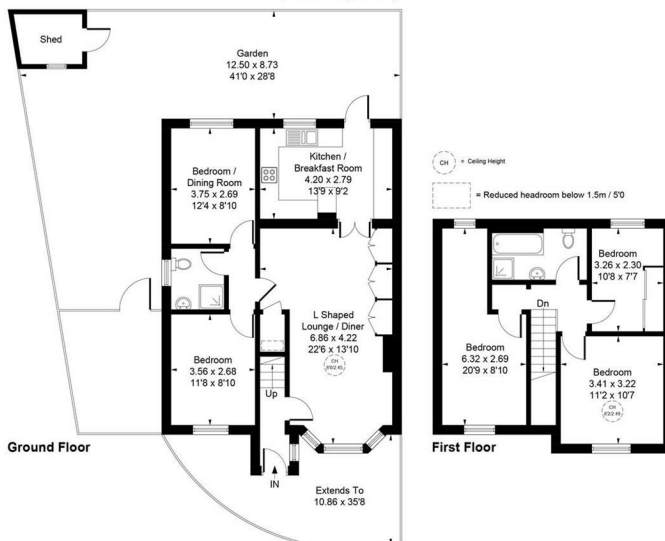 Shed
Garden
12.50 x 8.73
41'0 x 28'8
Bedroom /
Dining Room
3.75 x 2.69
12'4 x 8'10
Kitchen /
Breakfast Room
4.20 x 2.79
13'9 x 9'2
L Shaped
Lounge / Diner
6.86 x 4.22
22'6 x 13'10
CH
Bedroom
3.56 x 2.68
11'8 x 8'10
Up
IN
Extends To
10.86 x 35'8
Ground Floor
CH = Ceiling Height
= Reduced headroom below 1.5m / 5'0
Bedroom
3.26 x 2.30
10'8 x 7'7
Dn
Bedroom
6.32 x 2.69
20'9 x 8'10
Bedroom
3.41 x 3.22
11'2 x 10'7
CH
First Floor